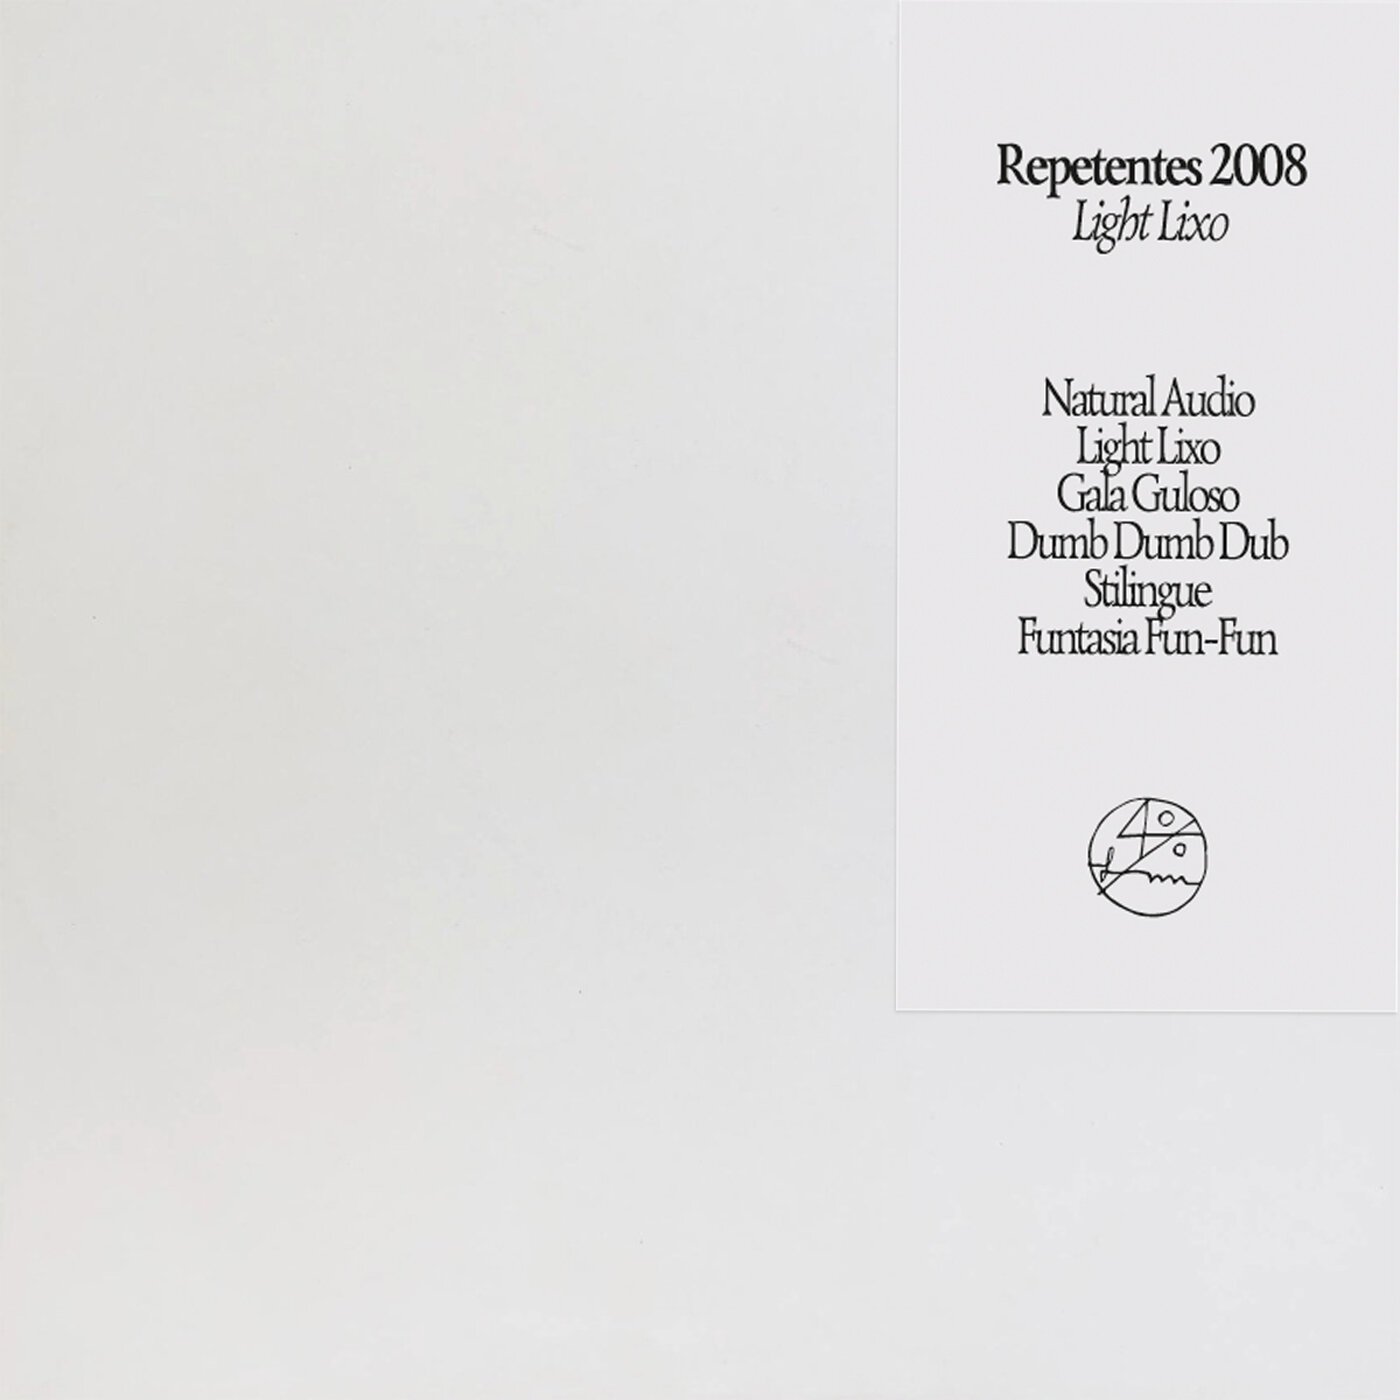 Repetentes 2008
Light Lixo
Natural Audio
Light Lixo
Gala Guloso
Dumb Dumb Dub
Stilingue
Funtasia Fun-Fun